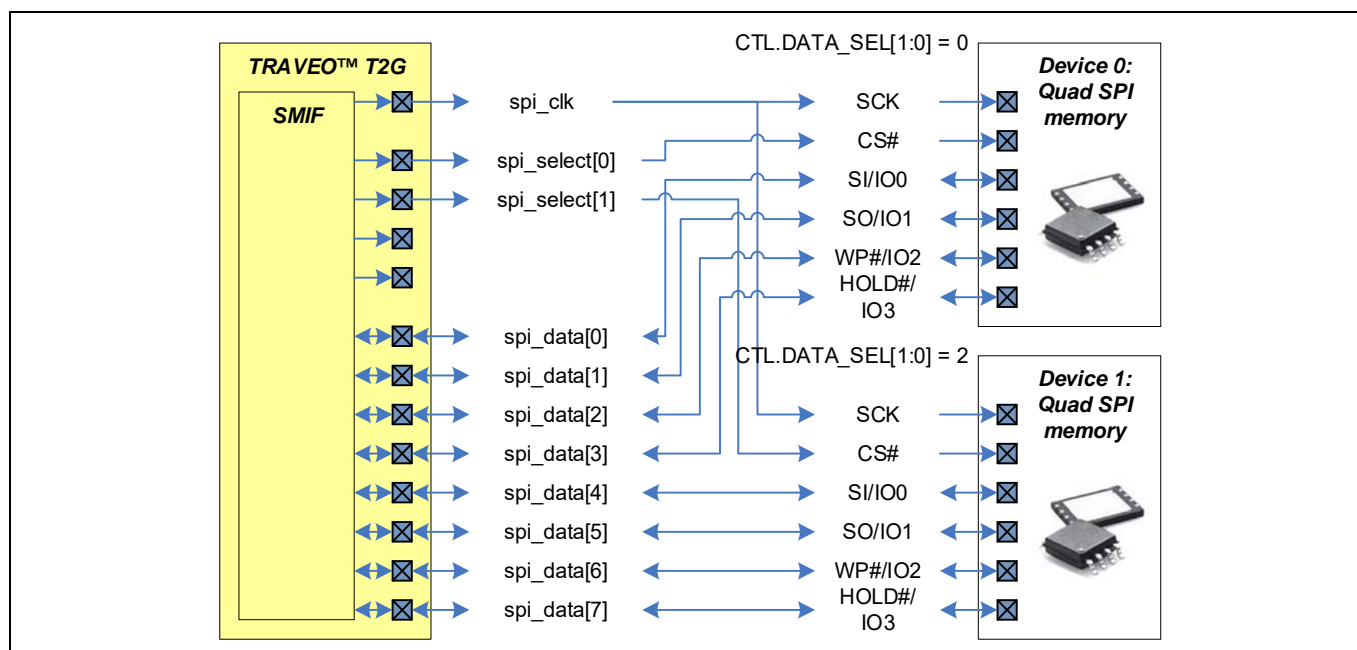 TRAVEO™ T2G
SMIF
spi_clk
spi_select[0]
spi_select[1]
spi_data[0]
spi_data[1]
spi_data[2]
spi_data[3]
spi_data[4]
spi_data[5]
spi_data[6]
spi_data[7]
CTL.DATA_SEL[1:0] = 0
SCK
CS#
SI/IO0
SO/IO1
WP#/IO2
HOLD#/
IO3
Device 0:
Quad SPI
memory
CTL.DATA_SEL[1:0] = 2
SCK
CS#
SI/IO0
SO/IO1
WP#/IO2
HOLD#/
IO3
Device 1:
Quad SPI
memory